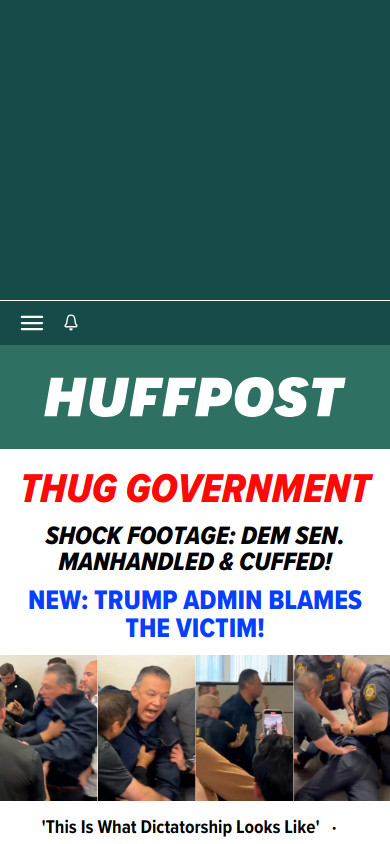 HUFFPOST
THUG GOVERNMENT
SHOCK FOOTAGE: DEM SEN.
MANHANDLED & CUFFED!
NEW: TRUMP ADMIN BLAMES
THE VICTIM!
'This Is What Dictatorship Looks Like' ·